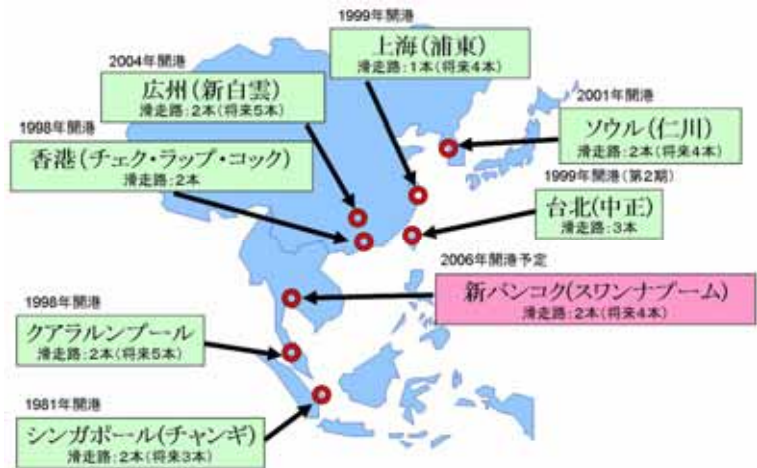 1999年開港
上海(浦東)
滑走路:1本(将来4本)
2004年開港
広州(新白雲)
滑走路:2本(将来5本)
2001年開港
ソウル(仁川)
滑走路:2本(将来4本)
1998年開港
香港(チェク・ラップ・コック)
滑走路:2本
1999年開港(第2期)
台北(中正)
滑走路:3本
2006年開港予定
新バンコク(スワンナブーム)
滑走路:2本(将来4本)
1998年開港
クアラルンプール
滑走路:2本(将来5本)
1981年開港
シンガポール(チャンギ)
滑走路:2本(将来3本)